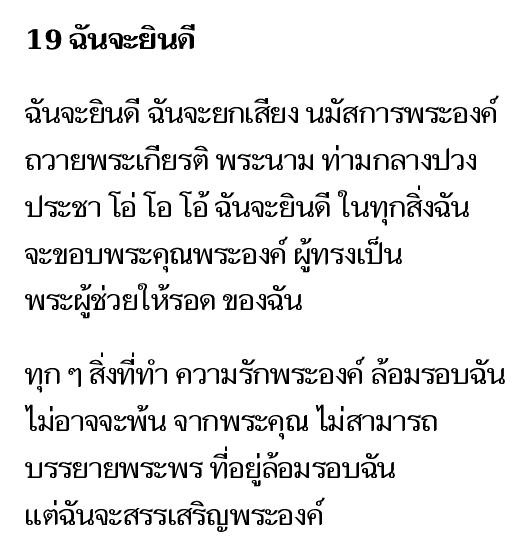 19 ฉันจะยินดี
ฉันจะยินดี ฉันจะยกเสียง นมัสการพระองค์
ถวายพระเกียรติ พระนาม ท่ามกลางปวง
ประชา โอ่ โอ โอ้ ฉันจะยินดี ในทุกสิ่งฉัน
จะขอบพระคุณพระองค์ ผู้ทรงเป็น
พระผู้ช่วยให้รอด ของฉัน
ทุก ๆ สิ่งที่ทำ ความรักพระองค์ ล้อมรอบฉัน
ไม่อาจจะพ้น จากพระคุณ ไม่สามารถ
บรรยายพระพร ที่อยู่ล้อมรอบฉัน
แต่ฉันจะสรรเสริญพระองค์